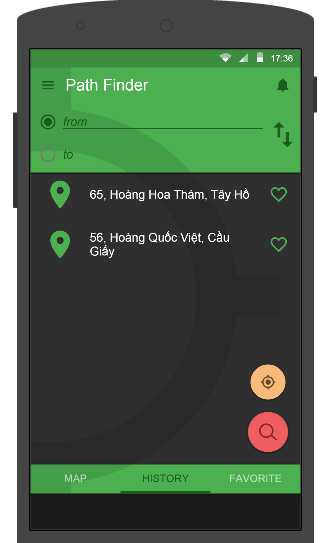 17:36
Path Finder
from
to
65, Hoàng Hoa Thám, Tây Hồ
56, Hoàng Quốc Việt, Cầu
Giấy
MAP HISTORY FAVORITE